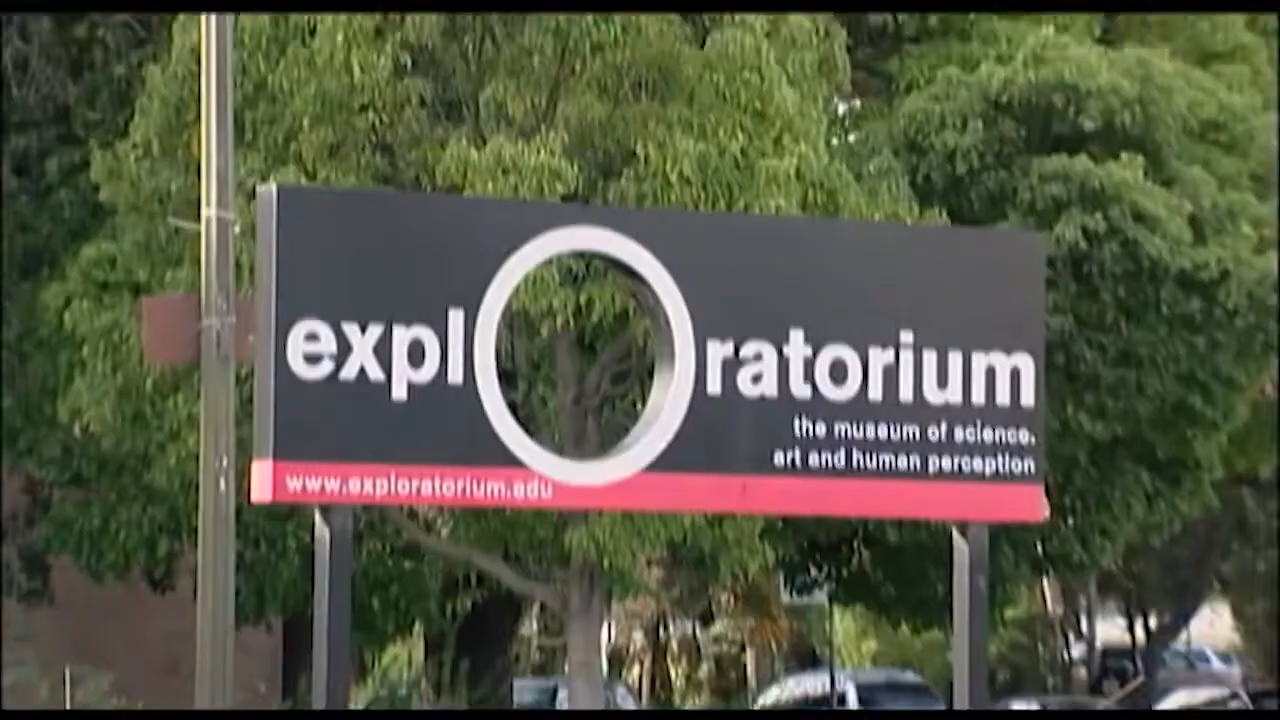 explOratorium
the museum of science,
art and human perception
www.exploratorium.edu